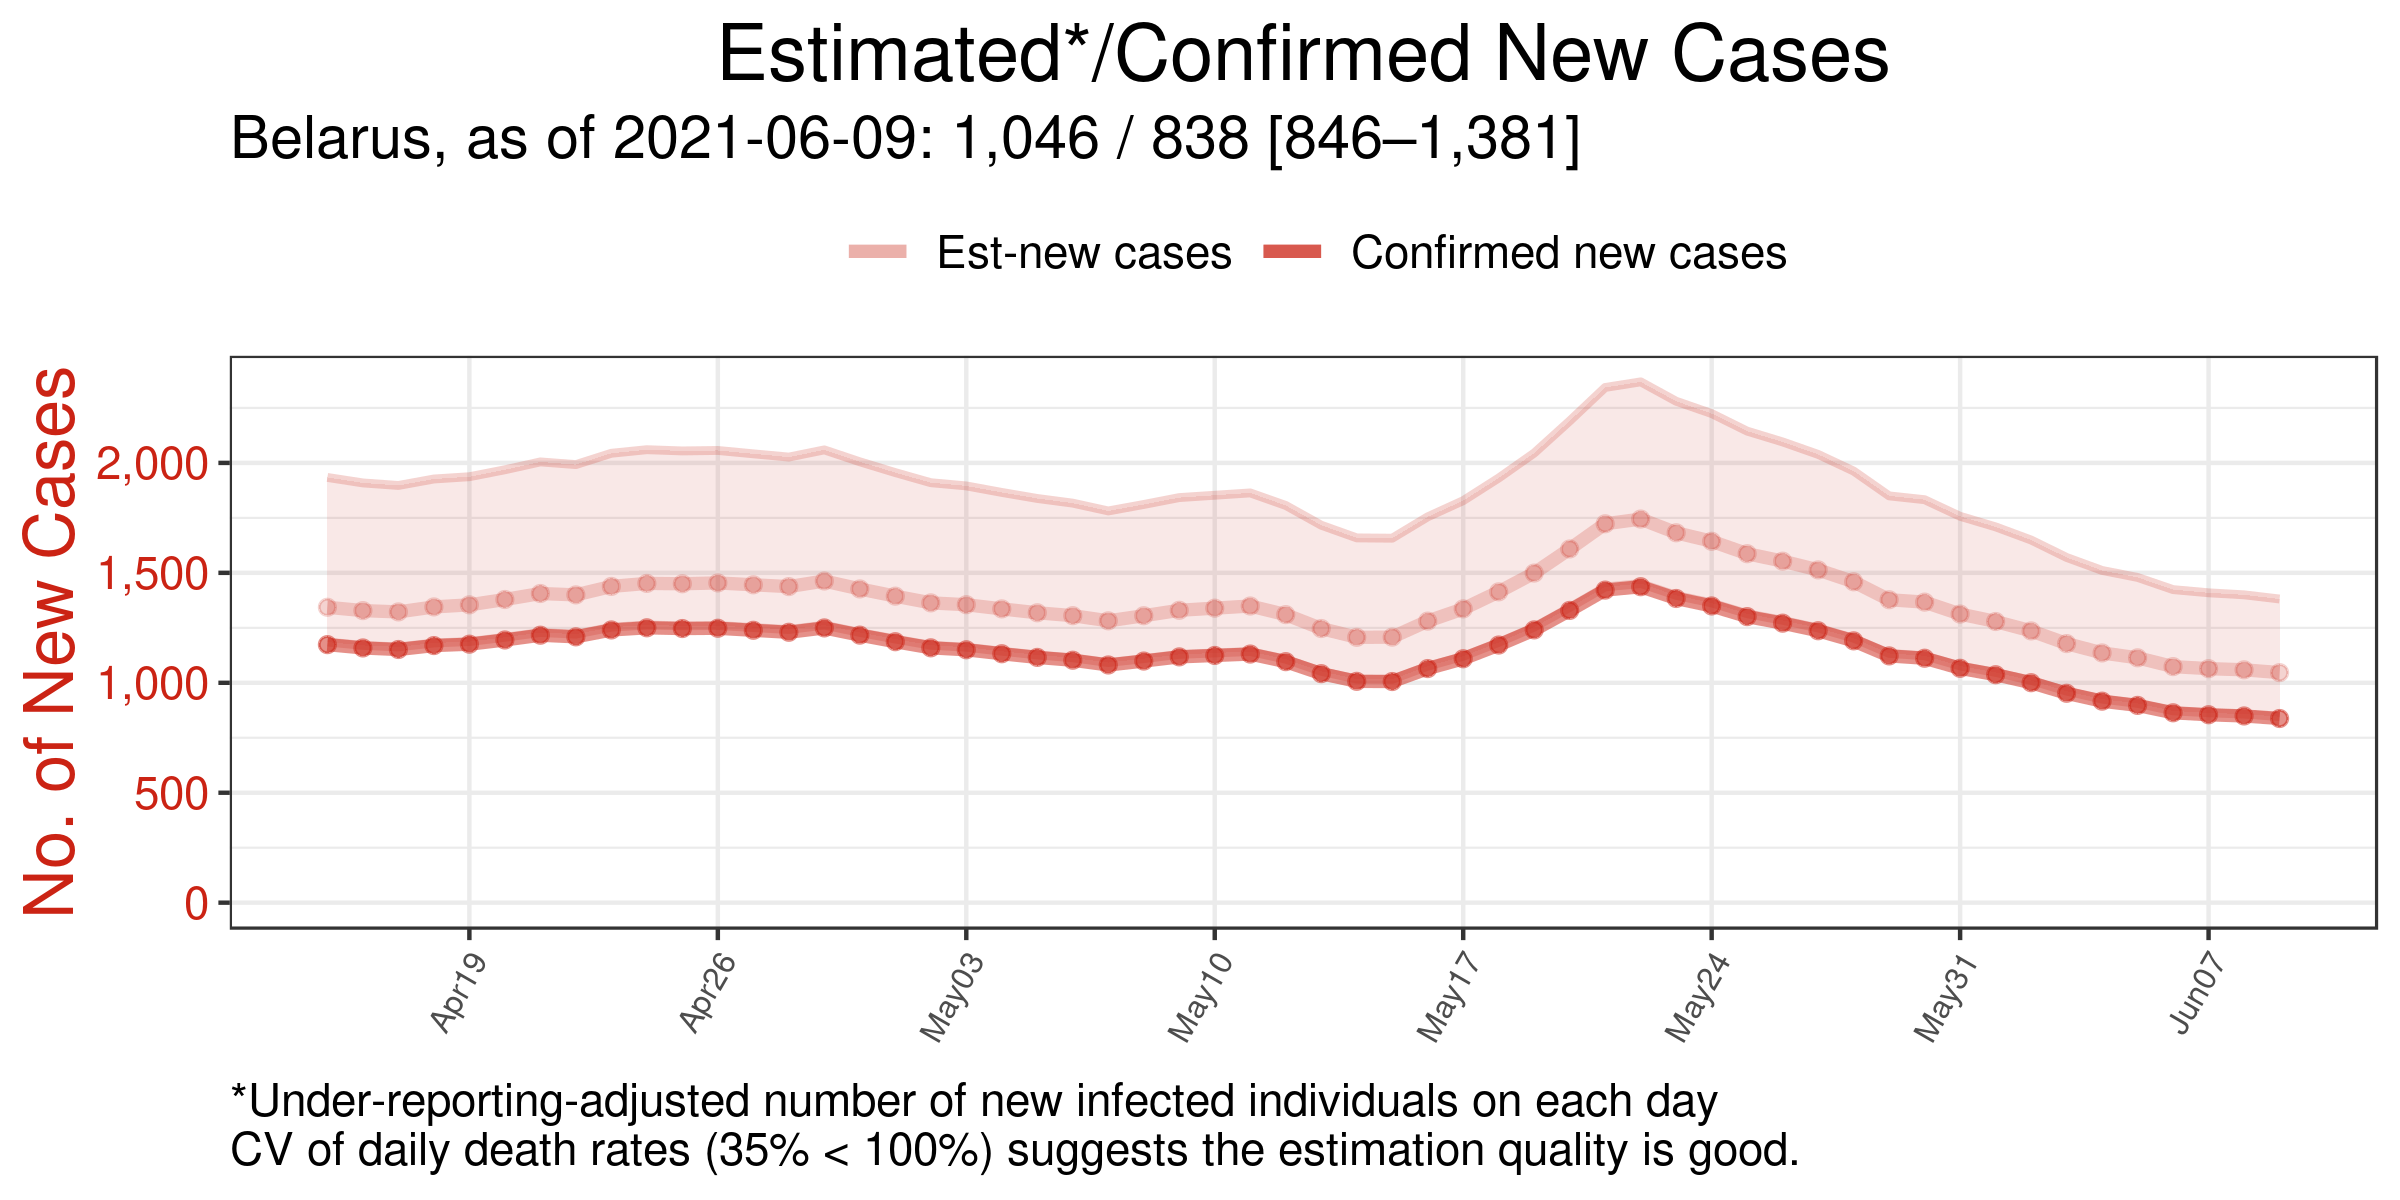 Estimated*/Confirmed New Cases
Belarus, as of 2021-06-09: 1,046 / 838 [846–1,381]
Est-new cases
Confirmed new cases
No. of New Cases
2,000
1,500
1,000
500
0
Apr19
Apr26
May03
May10
May17
May24
May31
Jun07
*Under-reporting-adjusted number of new infected individuals on each day
CV of daily death rates (35% < 100%) suggests the estimation quality is good.